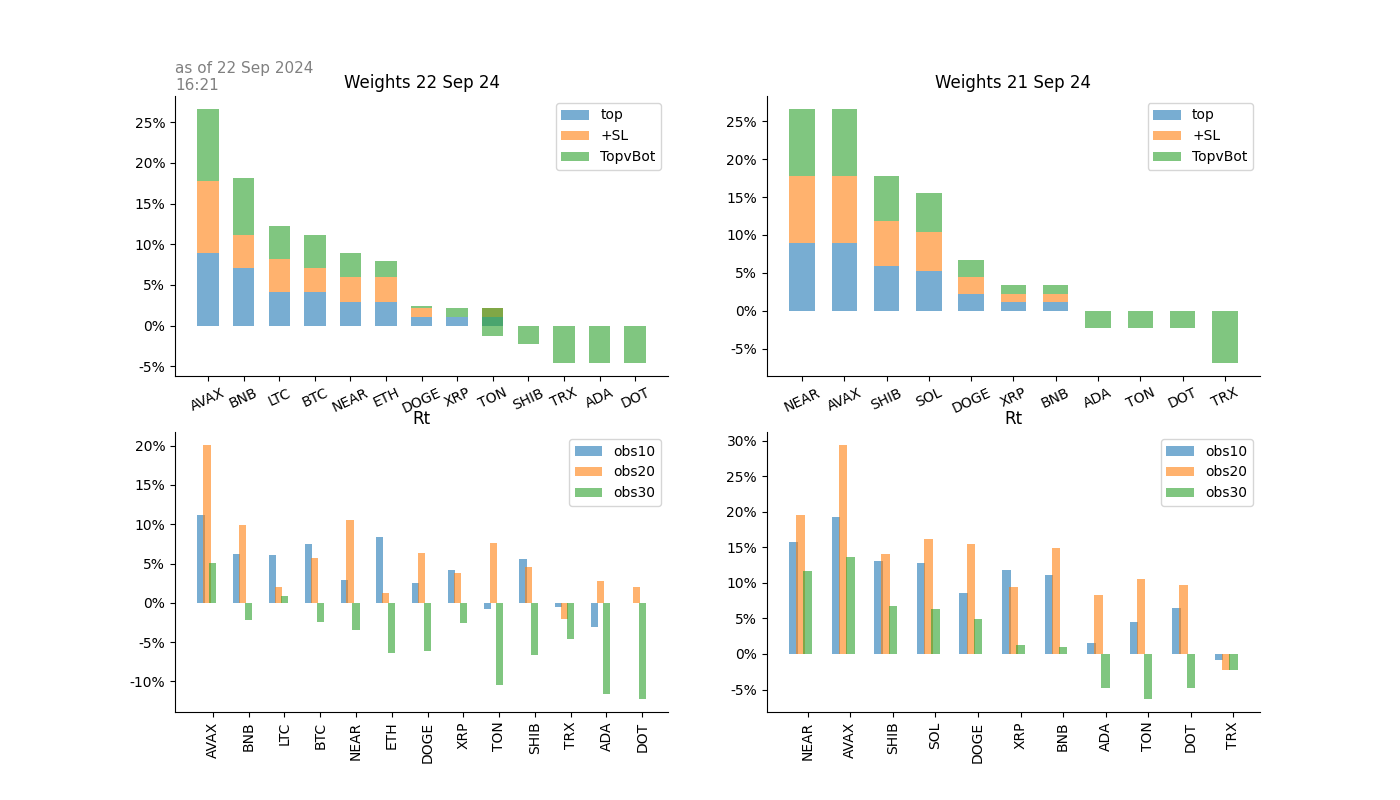 as of 22 Sep 2024
16:21
Weights 22 Sep 24
25%
20%
15%
10%
5%
0%
-5%
top
+SL
TopvBot
AVAX BNB LTC BTC NEAR ETH DOGE XRP TON SHIB TRX ADA DOT
Weights 21 Sep 24
25%
20%
15%
10%
5%
0%
-5%
top
+SL
TopvBot
NEAR AVAX SHIB SOL DOGE XRP BNB ADA TON DOT TRX
Rt
20%
15%
10%
5%
0%
-5%
-10%
obs10
obs20
obs30
AVAX BNB LTC BTC NEAR ETH DOGE XRP TON SHIB TRX ADA DOT
Rt
30%
25%
20%
15%
10%
5%
0%
-5%
obs10
obs20
obs30
NEAR AVAX SHIB SOL DOGE XRP BNB ADA TON DOT TRX